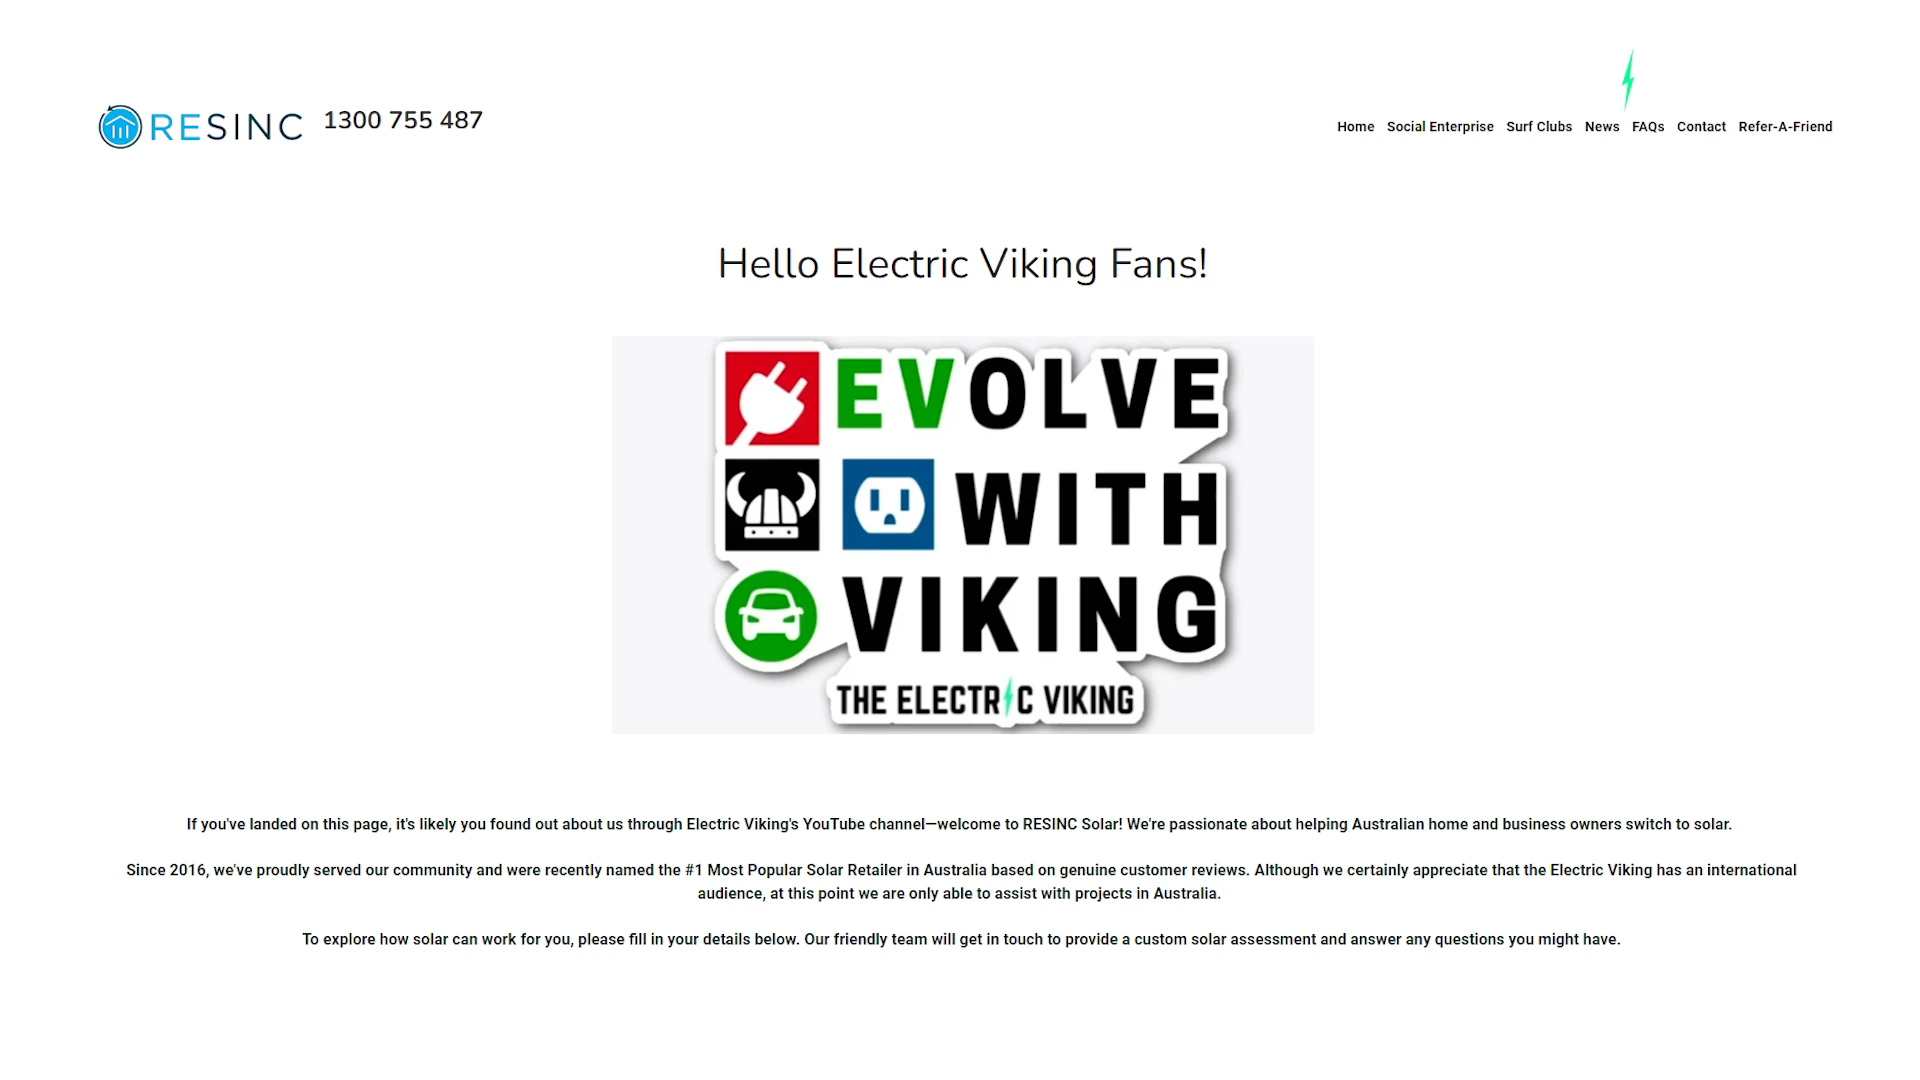 RESINC
1300 755 487
Home Social Enterprise Surf Clubs News FAQs Contact Refer-A-Friend
Hello Electric Viking Fans!
EVOLVE
WITH
VIKING
THE ELECTRIC VIKING
If you've landed on this page, it's likely you found out about us through Electric Viking's YouTube channel—welcome to RESINC Solar! We're passionate about helping Australian home and business owners switch to solar.
Since 2016, we've proudly served our community and were recently named the #1 Most Popular Solar Retailer in Australia based on genuine customer reviews. Although we certainly appreciate that the Electric Viking has an international
audience, at this point we are only able to assist with projects in Australia.
To explore how solar can work for you, please fill in your details below. Our friendly team will get in touch to provide a custom solar assessment and answer any questions you might have.